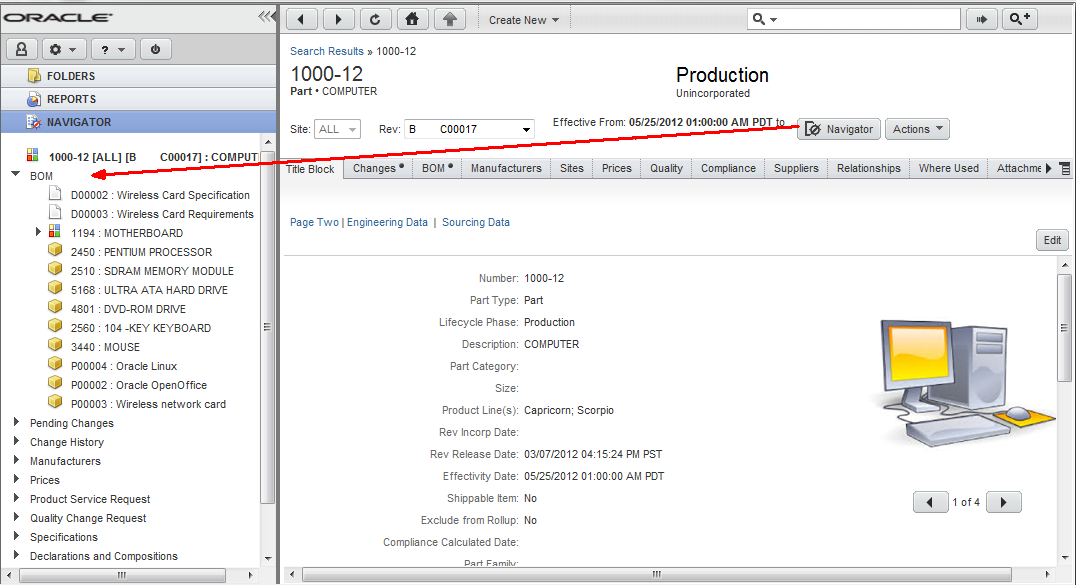 ORACLE
Create New
?
FOLDERS
REPORTS
NAVIGATOR
1000-12 [ALL] [B C00017] : COMPUT
BOM
D00002 : Wireless Card Specification
D00003 : Wireless Card Requirements
1194 : MOTHERBOARD
2450 : PENTIUM PROCESSOR
2510 : SDRAM MEMORY MODULE
5168 : ULTRA ATA HARD DRIVE
4801 : DVD-ROM DRIVE
2560 : 104 -KEY KEYBOARD
3440 : MOUSE
P00004 : Oracle Linux
P00002 : Oracle OpenOffice
P00003 : Wireless network card
Pending Changes
Change History
Manufacturers
Prices
Product Service Request
Quality Change Request
Specifications
Declarations and Compositions
Search Results » 1000-12
1000-12
Part • COMPUTER
Production
Unincorporated
Site: ALL Rev: B C00017 Effective From: 05/25/2012 01:00:00 AM PDT to Navigator Actions
Title Block Changes BOM Manufacturers Sites Prices Quality Compliance Suppliers Relationships Where Used Attachme
Page Two | Engineering Data | Sourcing Data
Edit
Number: 1000-12
Part Type: Part
Lifecycle Phase: Production
Description: COMPUTER
Part Category:
Size:
Product Line(s): Capricorn; Scorpio
Rev Incorp Date:
Rev Release Date: 03/07/2012 04:15:24 PM PST
Effectivity Date: 05/25/2012 01:00:00 AM PDT
Shippable Item: No
Exclude from Rollup: No
Compliance Calculated Date:
Part Family:
1 of 4